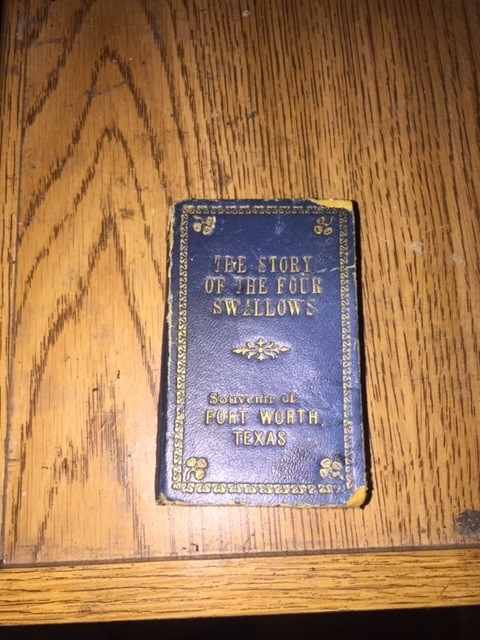 THE STORY
OF THE FOUR
SWALLOWS
Souvenir of
FORT WORTH,
TEXAS